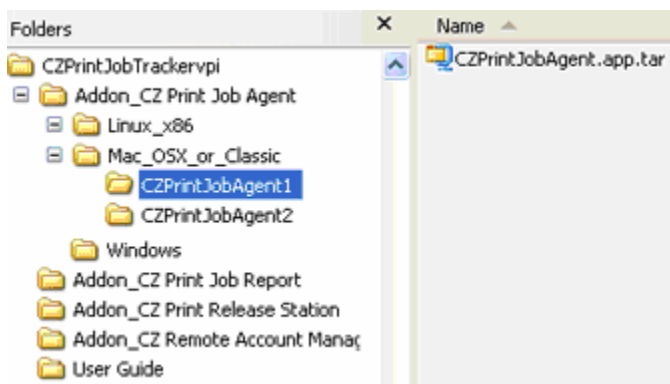 Folders
Name
CZPrintJobTrackervpi
CZPrintJobAgent.app.tar
Addon_CZ Print Job Agent
Linux_x86
Mac_OSX_or_Classic
CZPrintJobAgent1
CZPrintJobAgent2
Windows
Addon_CZ Print Job Report
Addon_CZ Print Release Station
Addon_CZ Remote Account Manag
User Guide